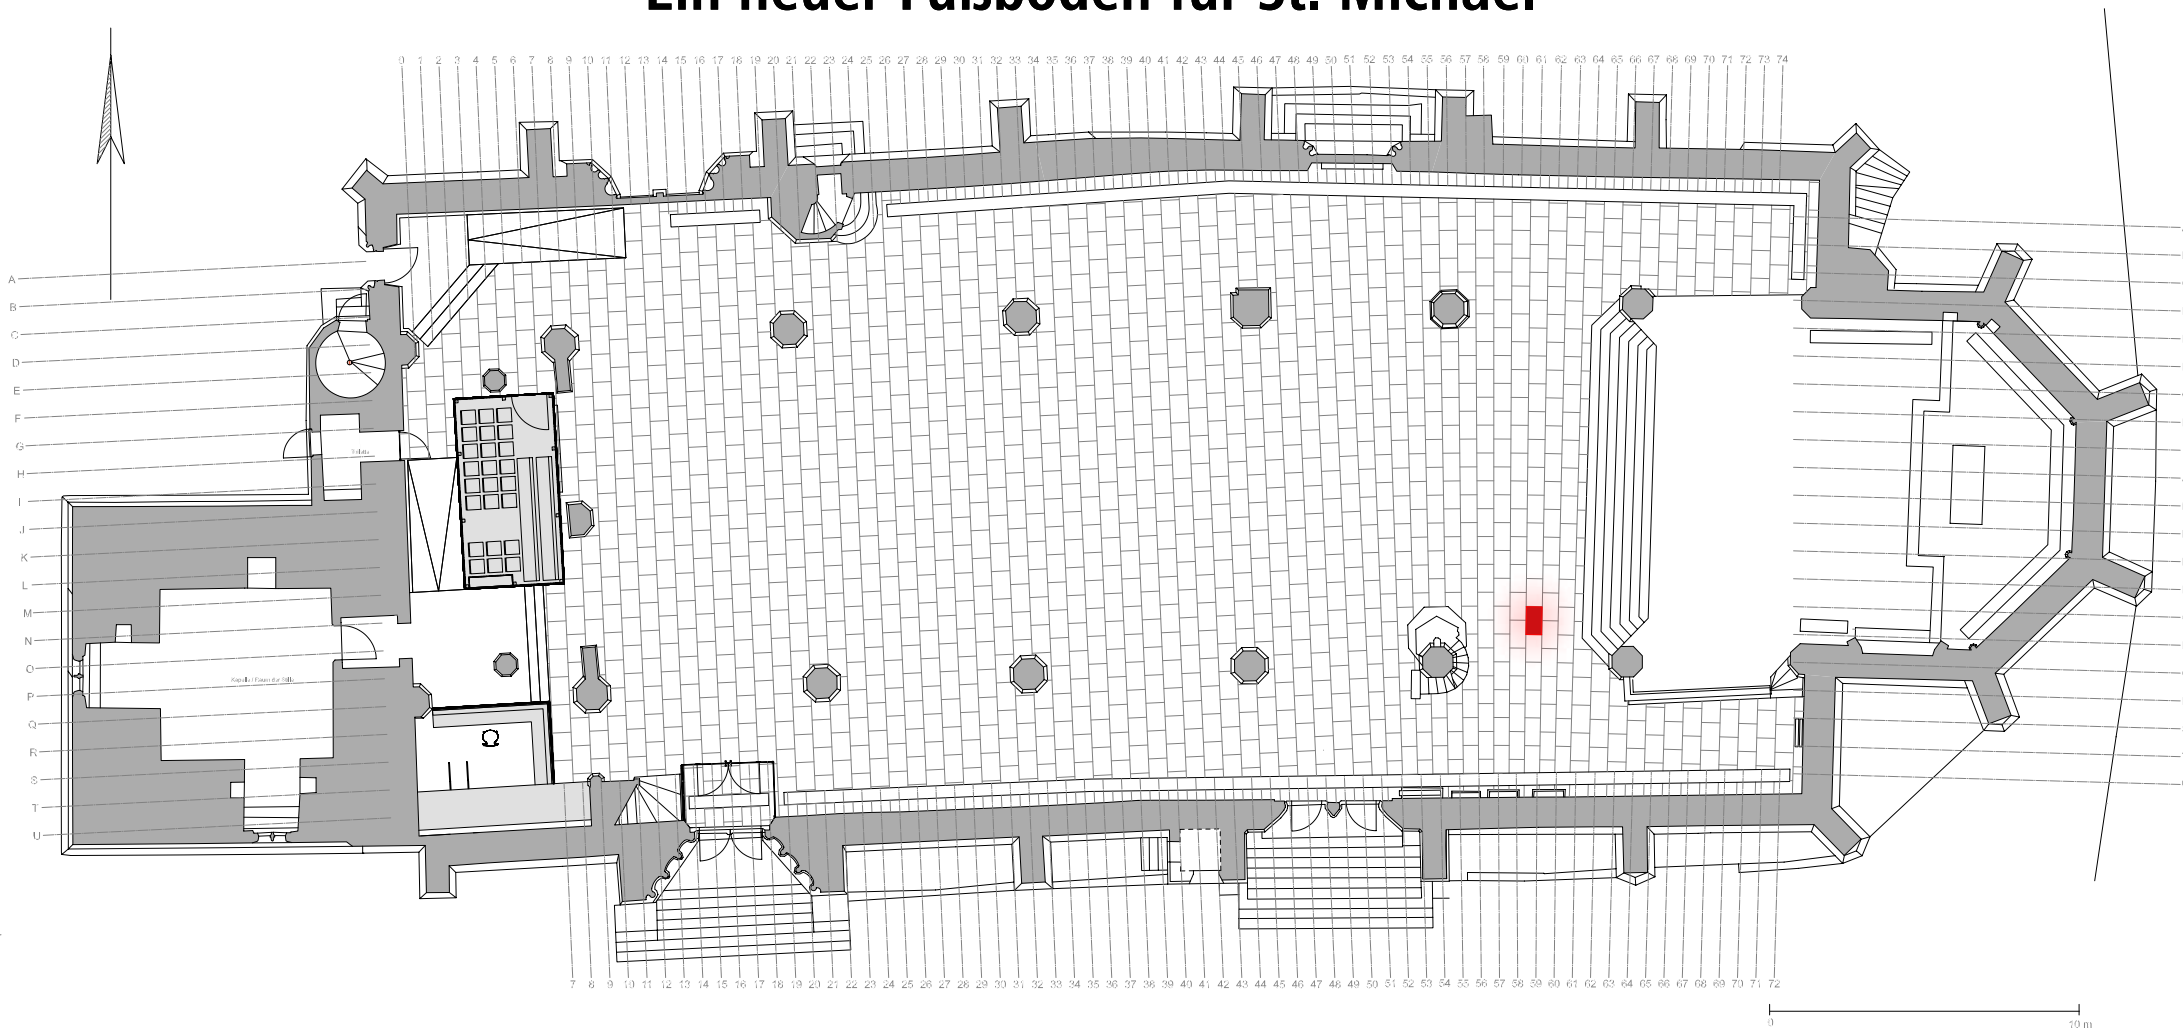 Ein neuer Fußboden für St. Michael
0 1 2 3 4 5 6 7 8 9 10 11 12 13 14 15 16 17 18 19 20 21 22 23 24 25 26 27 28 29 30 31 32 33 34 35 36 37 38 39 40 41 42 43 44 45 46 47 48 49 50 51 52 53 54 55 56 57 58 59 60 61 62 63 64 65 66 67 68 69 70 71 72 73 74
A
B
C
D
E
F
G
H
I
J
K
L
M
N
O
P
Q
R
S
T
U
7 8 9 10 11 12 13 14 15 16 17 18 19 20 21 22 23 24 25 26 27 28 29 30 31 32 33 34 35 36 37 38 39 40 41 42 43 44 45 46 47 48 49 50 51 52 53 54 55 56 57 58 59 60 61 62 63 64 65 66 67 68 69 70 71 72
0 10 m